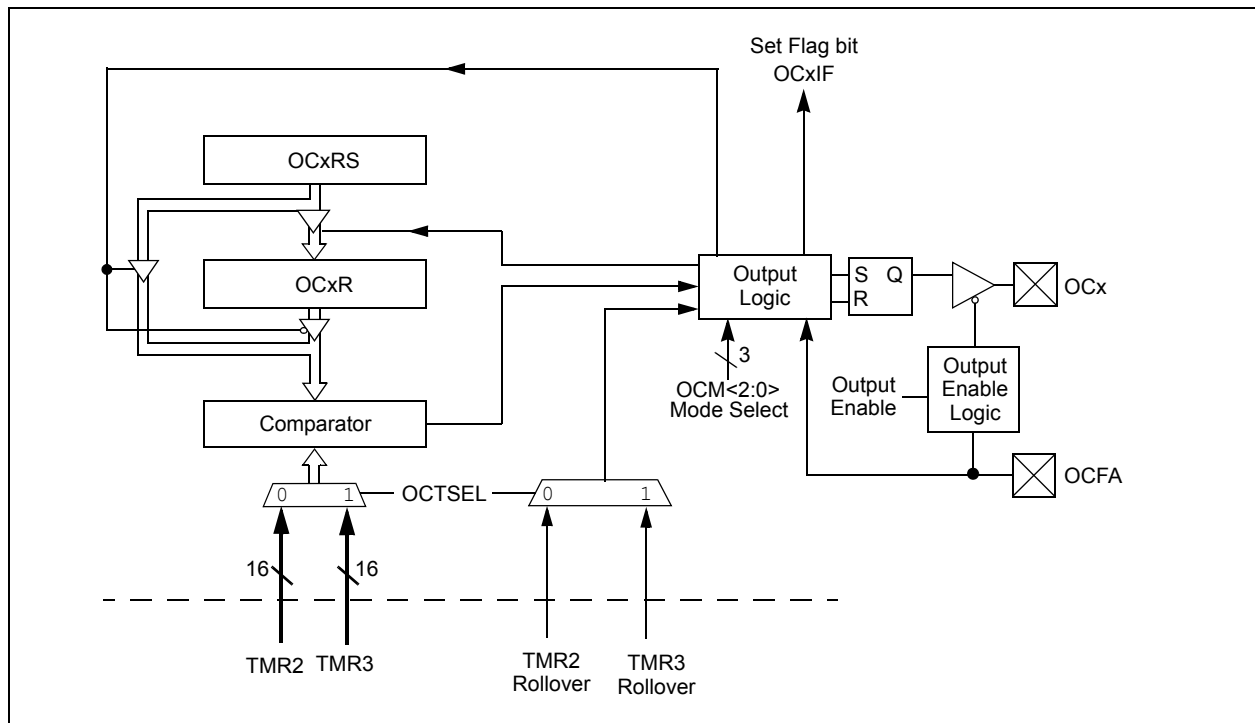 Set Flag bit
OCxIF
OCxRS
OCxR
Output
Logic
S Q
R
OCx
3
OCM<2:0>
Mode Select
Output
Enable
Output
Enable
Logic
Comparator
0 1
OCTSEL
0 1
OCFA
16
16
TMR2
TMR3
TMR2
Rollover
TMR3
Rollover